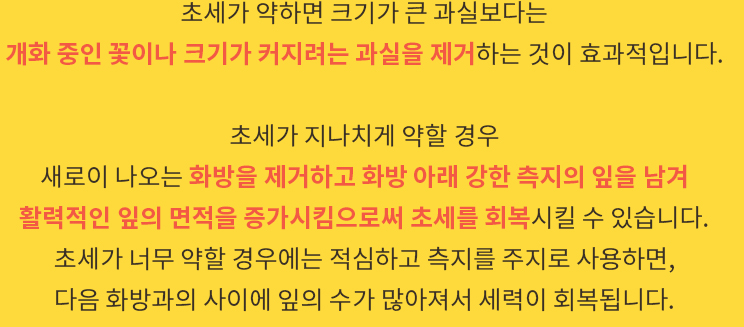 초세가 약하면 크기가 큰 과실보다는
개화 중인 꽃이나 크기가 커지려는 과실을 제거하는 것이 효과적입니다.
초세가 지나치게 약할 경우
새로이 나오는 화방을 제거하고 화방 아래 강한 측지의 잎을 남겨
활력적인 잎의 면적을 증가시킴으로써 초세를 회복시킬 수 있습니다.
초세가 너무 약할 경우에는 적심하고 측지를 주지로 사용하면,
다음 화방과의 사이에 잎의 수가 많아져서 세력이 회복됩니다.